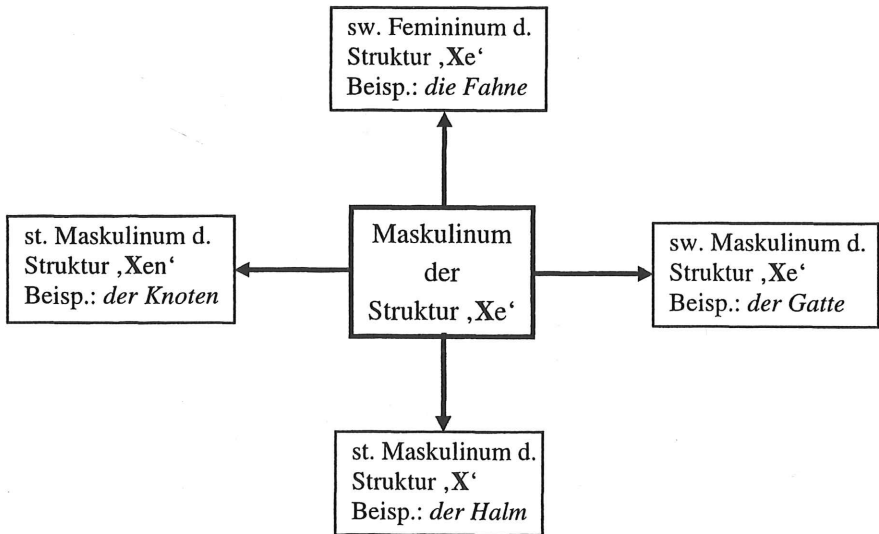 sw. Femininum d.
Struktur ‚Xe‘
Beisp.: die Fahne
st. Maskulinum d.
Struktur ‚Xen‘
Beisp.: der Knoten
Maskulinum
der
Struktur ‚Xe‘
sw. Maskulinum d.
Struktur ‚Xe‘
Beisp.: der Gatte
st. Maskulinum d.
Struktur ‚X‘
Beisp.: der Halm